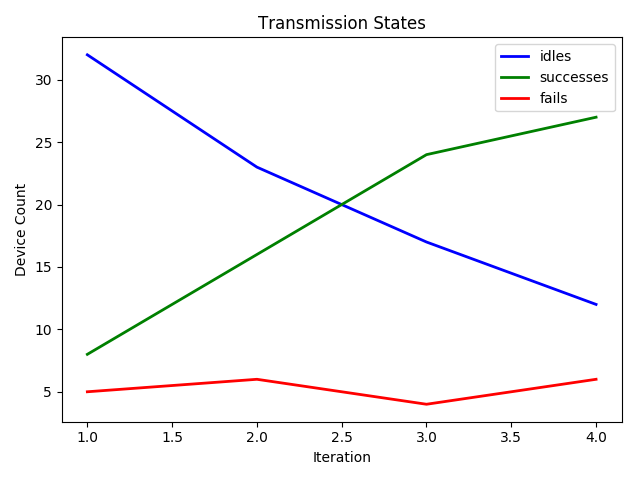 Transmission States
idles
successes
fails
Device Count
30
25
20
15
10
5
1.0 1.5 2.0 2.5 3.0 3.5 4.0
Iteration